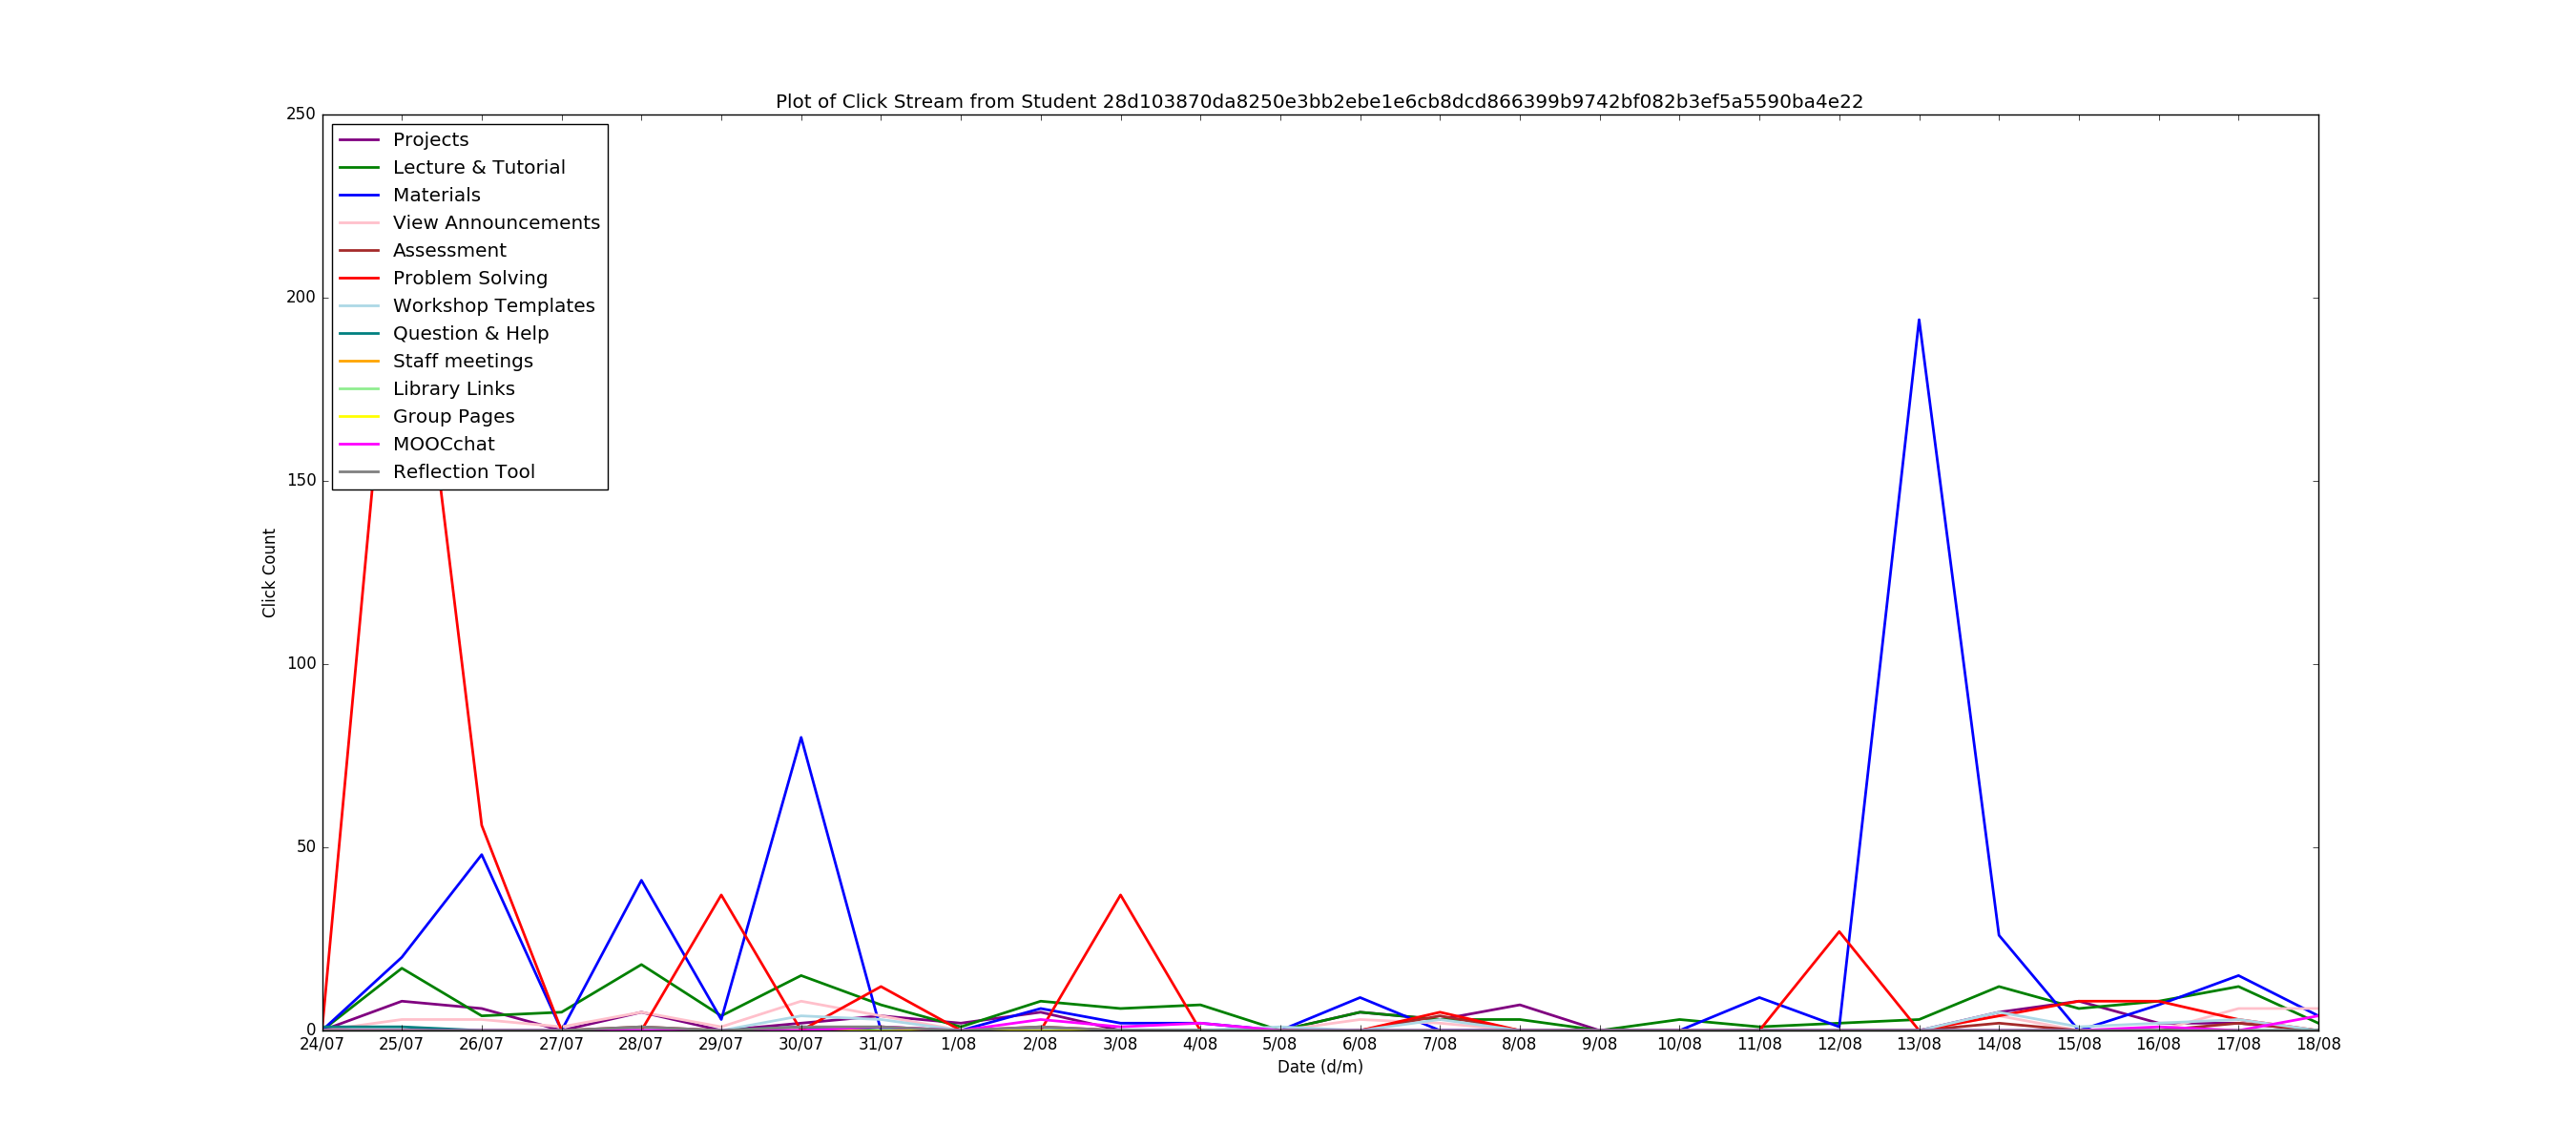 Plot of Click Stream from Student 28d103870da8250e3bb2ebe1e6cb8dcd866399b9742bf082b3ef5a5590ba4e22
250
200
150
100
50
0
Click Count
Projects
Lecture & Tutorial
Materials
View Announcements
Assessment
Problem Solving
Workshop Templates
Question & Help
Staff meetings
Library Links
Group Pages
MOOCchat
Reflection Tool
24/07 25/07 26/07 27/07 28/07 29/07 30/07 31/07 1/08 2/08 3/08 4/08 5/08 6/08 7/08 8/08 9/08 10/08 11/08 12/08 13/08 14/08 15/08 16/08 17/08 18/08
Date (d/m)